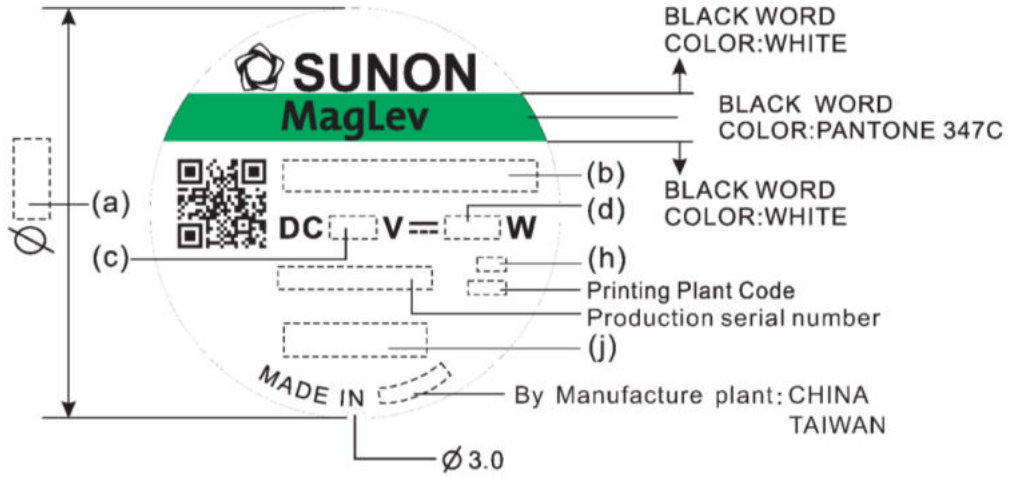 BLACK WORD
COLOR:WHITE
SUNON
MagLev
BLACK WORD
COLOR:PANTONE 347C
(a)
(b)
BLACK WORD
COLOR:WHITE
(d)
DC V⎓ W
(c)
(h)
Printing Plant Code
Production serial number
(j)
MADE IN
By Manufacture plant: CHINA
TAIWAN
Ø
Ø 3.0